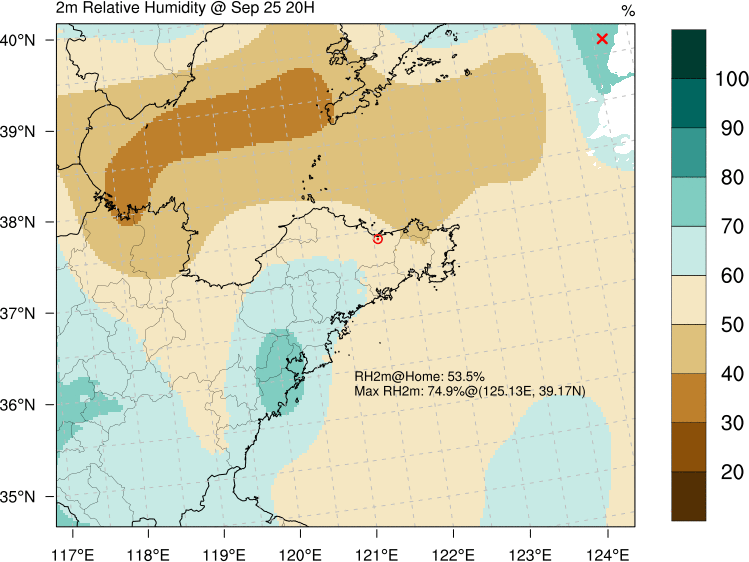 2m Relative Humidity @ Sep 25 20H
%
40°N
39°N
38°N
37°N
36°N
35°N
117°E 118°E 119°E 120°E 121°E 122°E 123°E 124°E
RH2m@Home: 53.5%
Max RH2m: 74.9%@(125.13E, 39.17N)
100
90
80
70
60
50
40
30
20